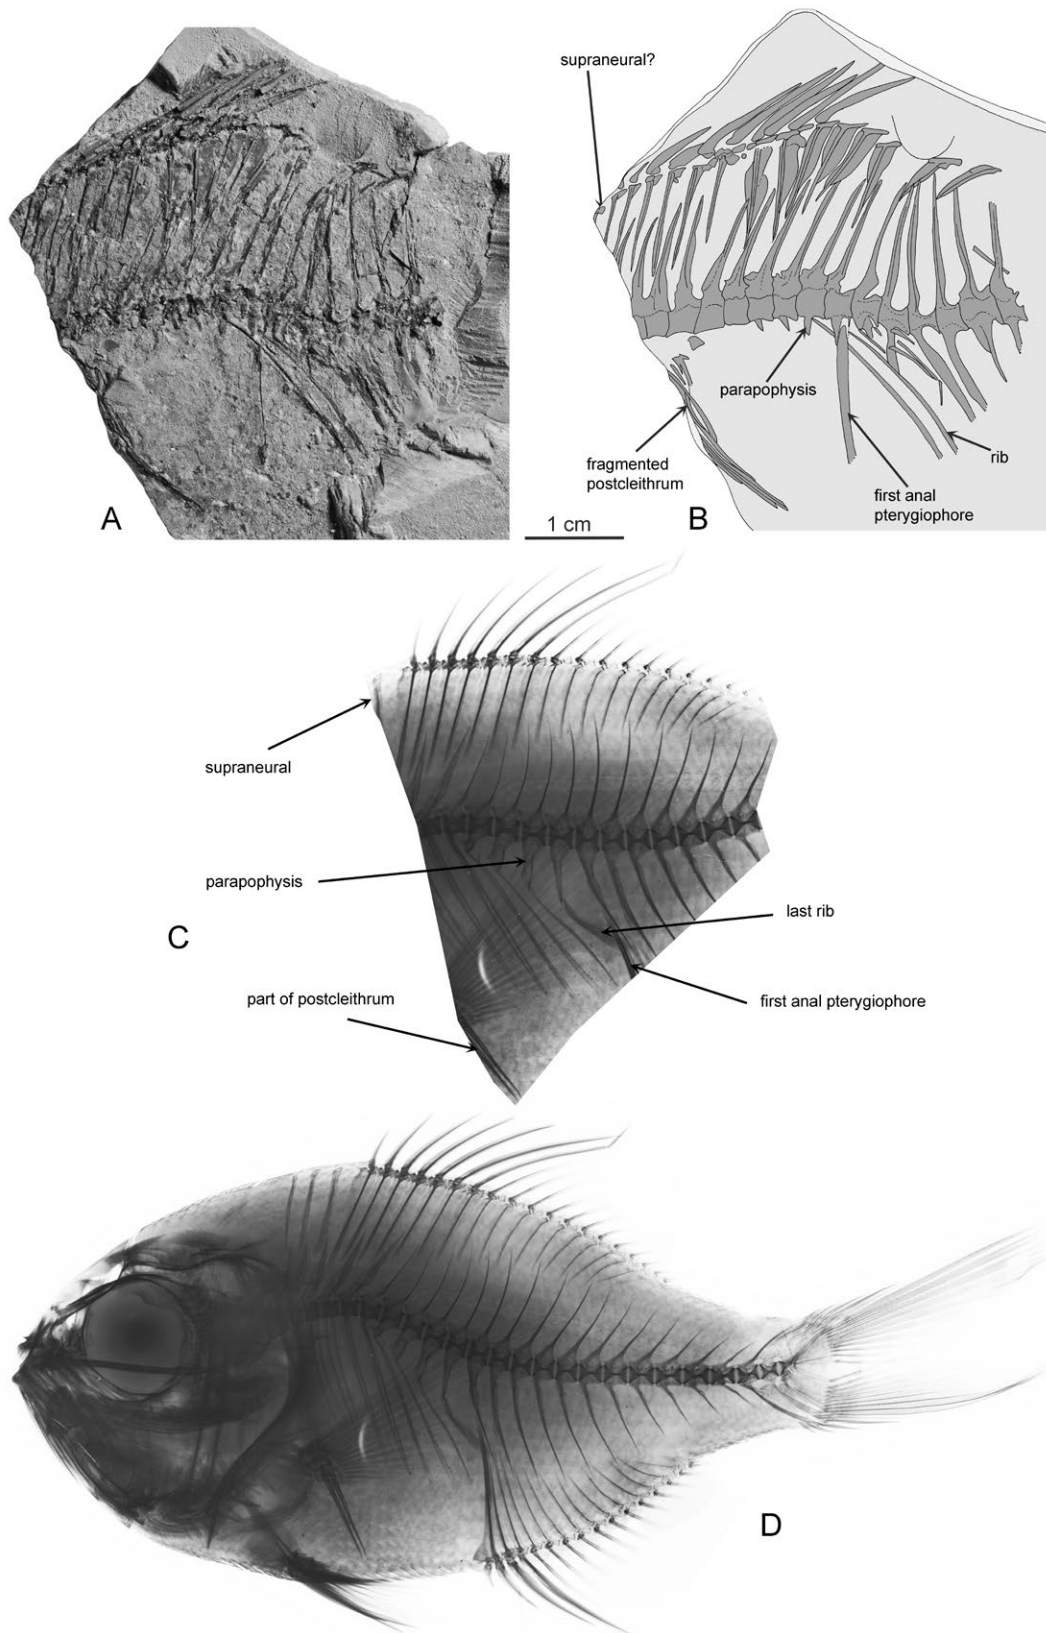 supraneural?
parapophysis
fragmented
postcleithrum
rib
first anal
pterygiophore
A
1 cm
B
supraneural
parapophysis
last rib
C
part of postcleithrum
first anal pterygiophore
D